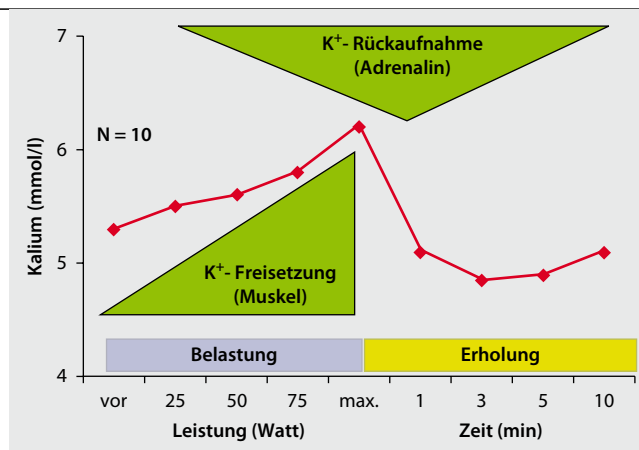 7
K+- Rückaufnahme
(Adrenalin)
N = 10
6
Kalium (mmol/l)
5
K+- Freisetzung
(Muskel)
Belastung
Erholung
4
vor 25 50 75 max. 1 3 5 10
Leistung (Watt) Zeit (min)